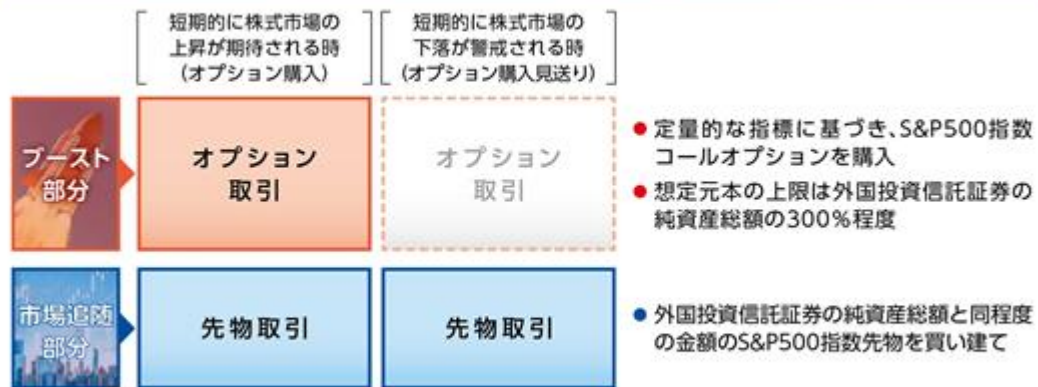 短期的に株式市場の
上昇が期待される時
(オプション購入)
短期的に株式市場の
下落が警戒される時
(オプション購入見送り)
ブースト
部分
オプション
取引
オプション
取引
● 定量的な指標に基づき、S&P500指数
コールオプションを購入
● 想定元本の上限は外国投資信託証券の
純資産総額の300%程度
市場追随
部分
先物取引
先物取引
● 外国投資信託証券の純資産総額と同程度
の金額のS&P500指数先物を買い建て